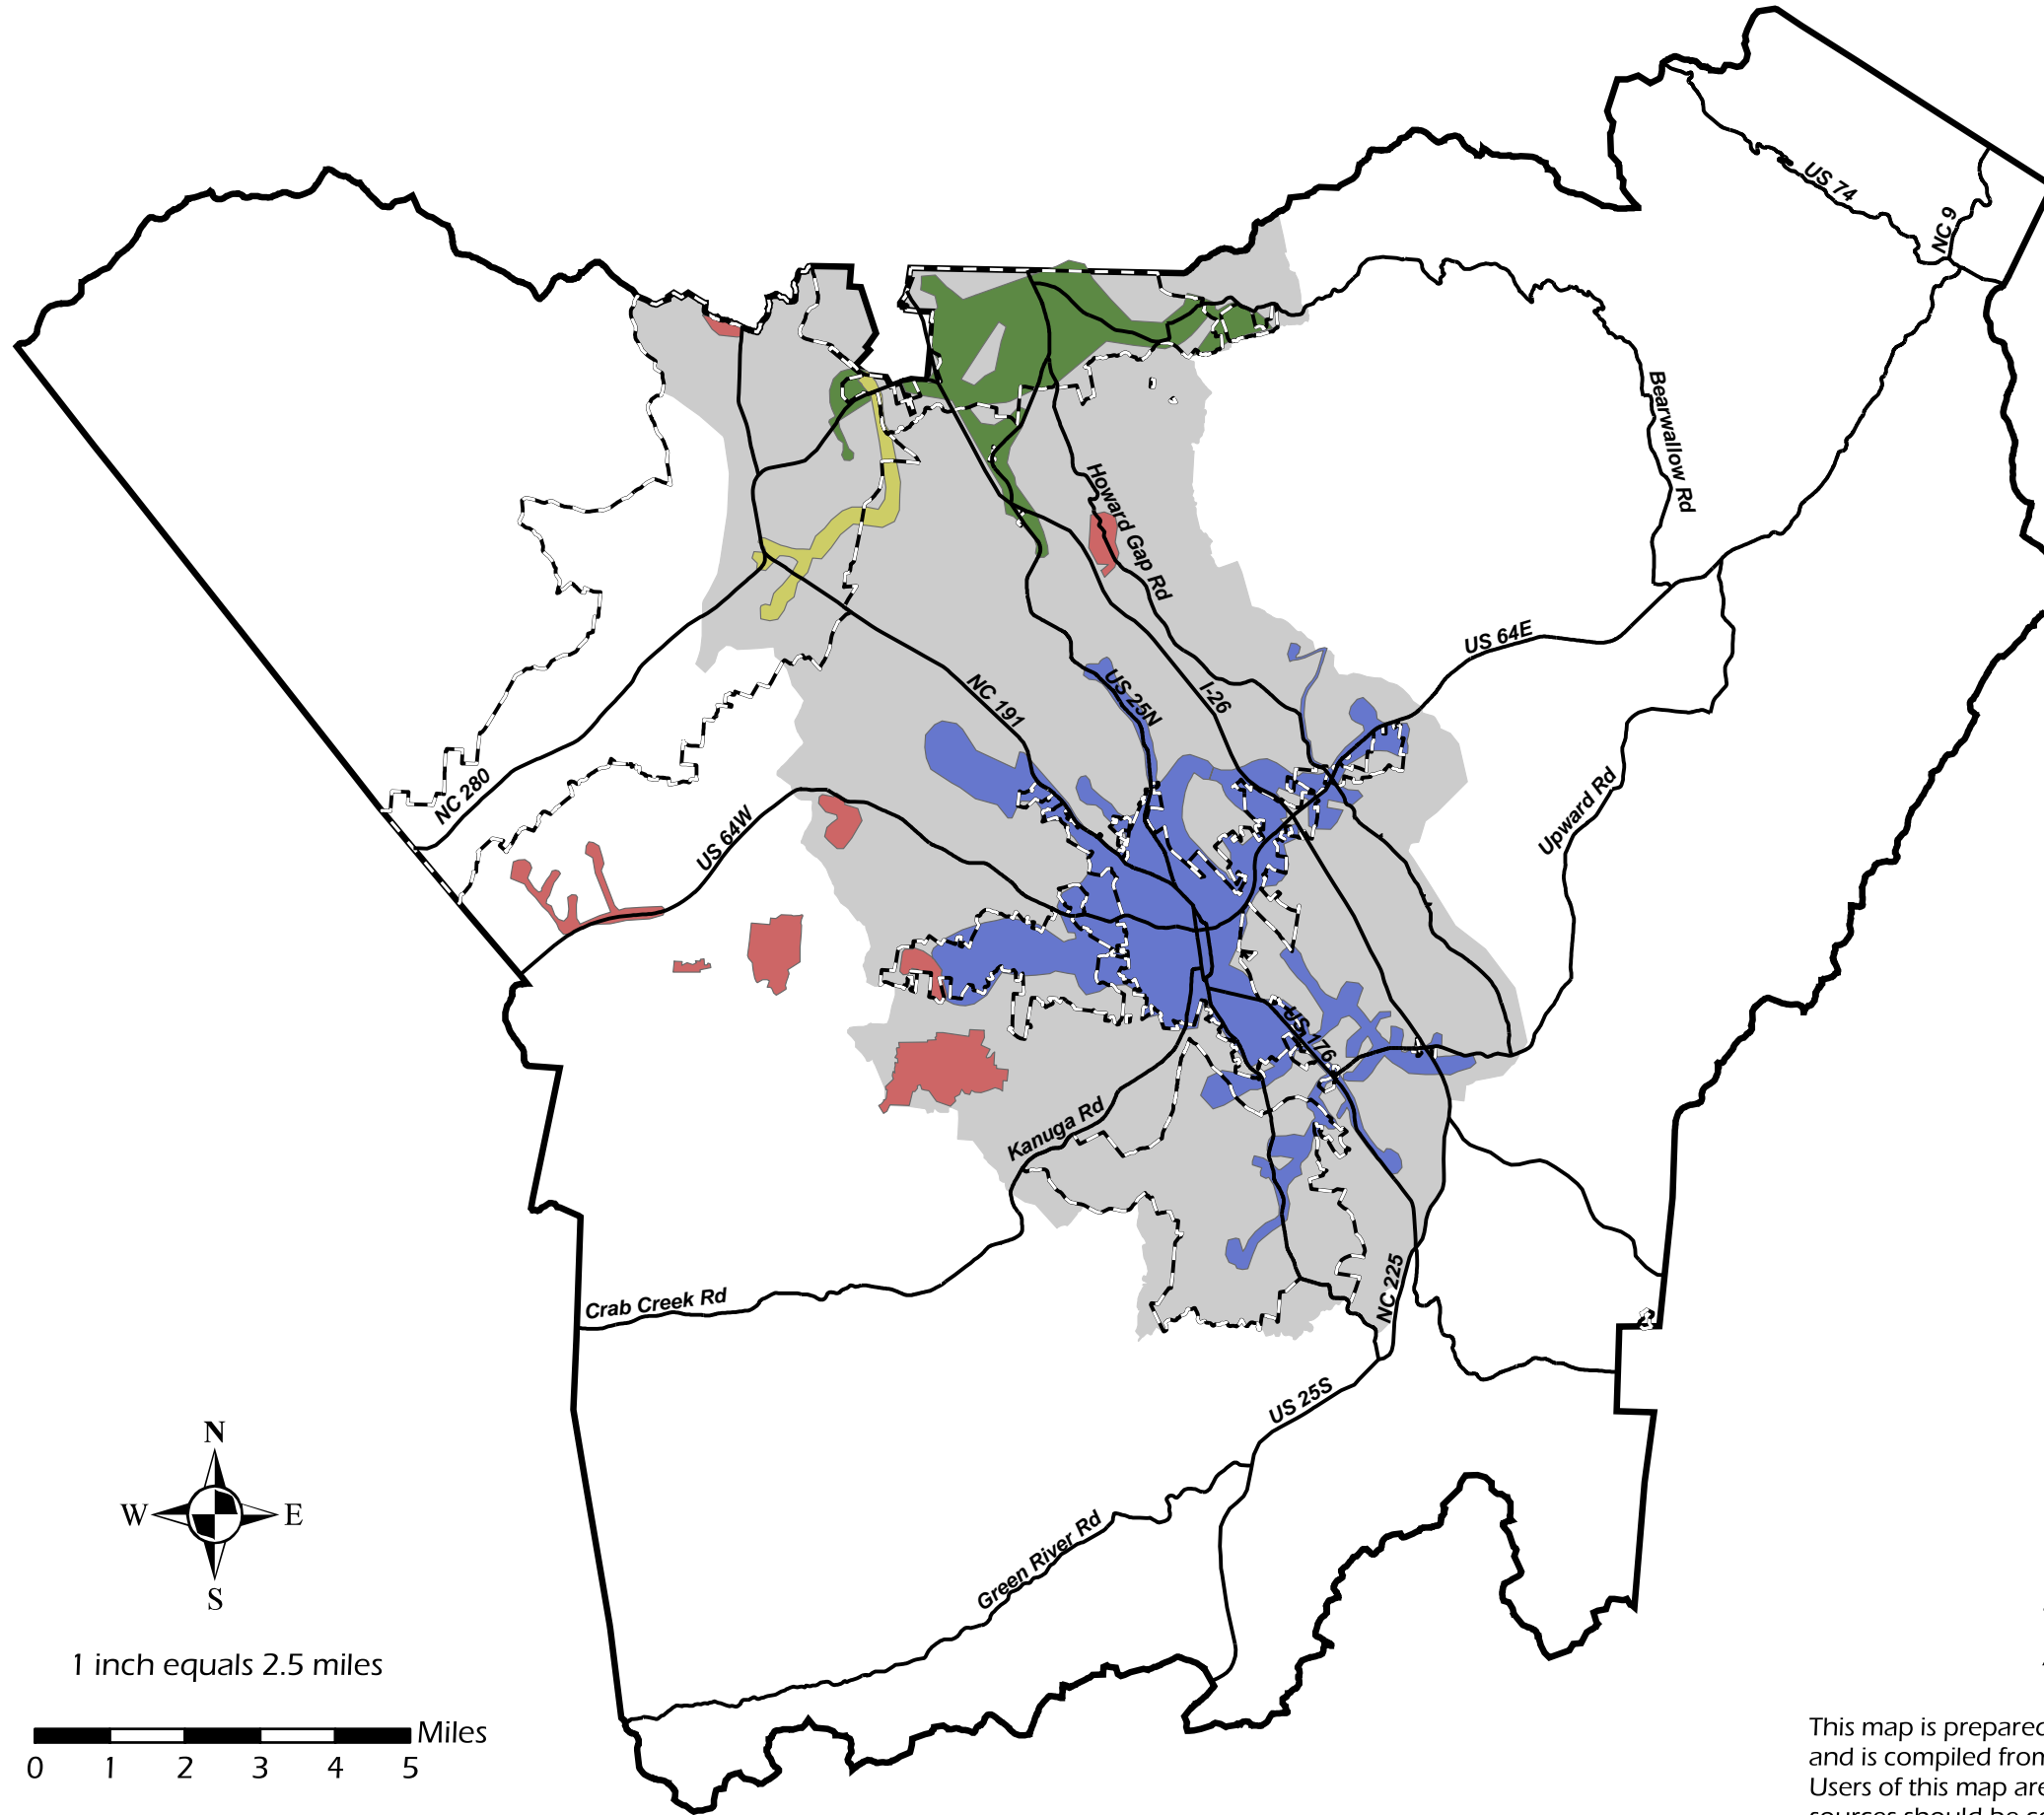 US 74
NC 9
Bearwallow Rd
Howard Gap Rd
US 64E
NC 191
US 25N
I-26
NC 280
US 64W
Upward Rd
US 176
Kanuga Rd
NC 225
Crab Creek Rd
US 25S
Green River Rd
N
W
E
S
1 inch equals 2.5 miles
Miles
0 1 2 3 4 5
This map is prepared
and is compiled from
Users of this map are